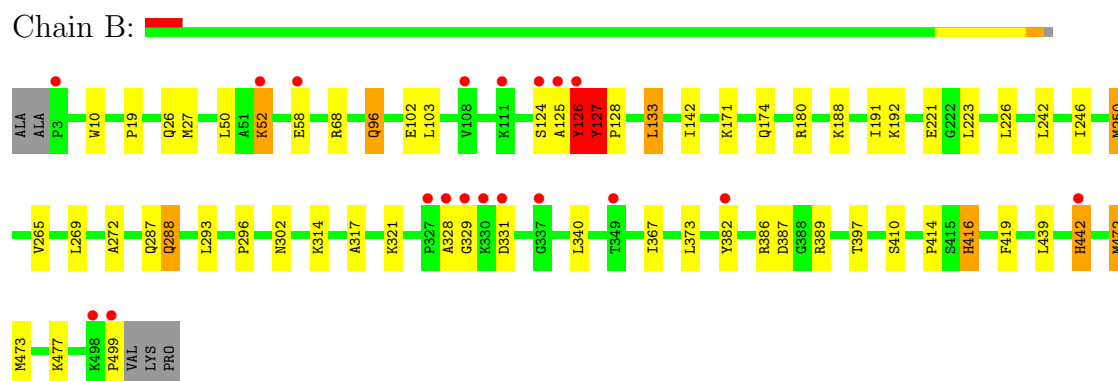 Chain B:
ALA ALA P3 W10 P19 Q26 M27 L50 A51 K52 E58 R68 Q96 E102 L103 V108 K111 S124 A125 Y126 Y127 P128 L133 I142 K171 Q174 R180 K188 I191 K192 E221 G222 L223 L226 L242 I246
V265 L269 A272 Q287 Q288 L293 P296 N302 K314 A317 K321 P327 A328 G329 K330 D331 G337 L340 T349 I367 L373 Y382 R386 D387 G388 R389 T397 S410 P414 S415 H416 F419 L439 H442 M472
M473 K477 K498 P499 VAL LYS PRO